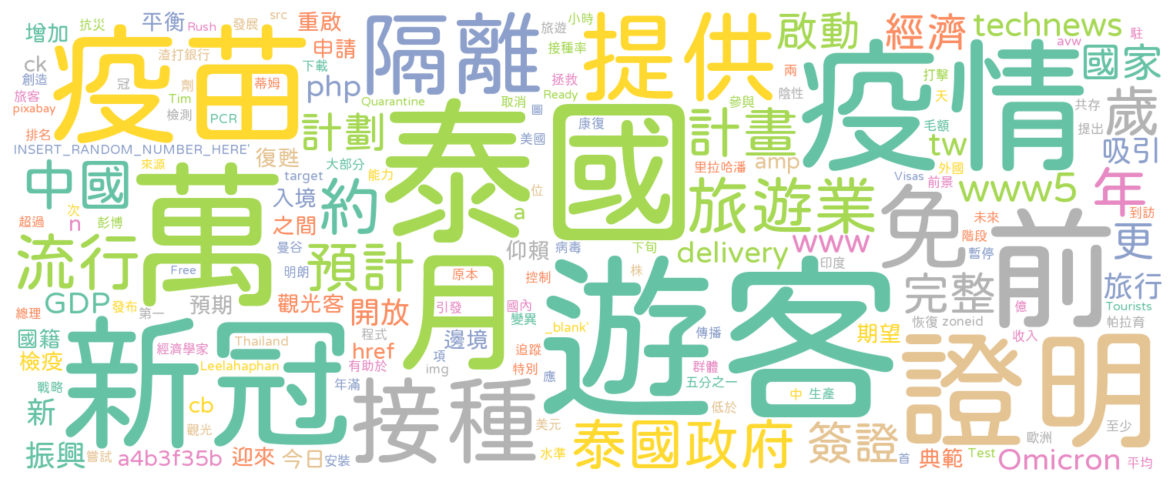 增加
抗災
平衡
Rush
發展
src
重啟
隔離
提供
小時
旅遊
接種率
啟動
經濟
technews
avw
駐
國家
ck
創造
旅客
pixabay
疫苗
渣打銀行
冠
劑
Tim
檢測
蒂姆
PCR
申請
下載
php
Quarantine
取消
圖
拯救
Ready
兩
陰性
參與
疫情
打擊
天
毛額
共存
提出
歲
排名
INSERT_RANDOM_NUMBER_HERE'
來源
復甦
計劃
大部分
泰國
美國
康復
計畫
里拉哈潘
amp
tw
外國
吸引
中國
萬
target
入境
能力
約
位
a
旅遊業
Visas
前景
www5
年
到訪
超過
次
n
彭博
之間
曼谷
仰賴
病毒
下旬
delivery
www
印度
免
未來
階段
暫停
前
更
流行
Free
明朗
預計
原本
月
控制
株
遊客
完整
旅行
GDP
發布
第一
預期
觀光客
開放
引發
國內
變異
總理
國籍
經濟學家
程式
邊境
_blank`
傳播
期望
恢復
zoneid
億
收入
Tourists
帕拉育
檢疫
新冠
Thailand
Leelahaphan
href
有助於
項
img
追蹤
特別
應
群體
五分之一
證明
戰略
新
cb
觀光
年滿
接種
中
生產
低於
美元
至少
振興
嘗試
a4b3f35b
迎來
今日
安裝
水準
泰國政府
簽證
首
典範
Test
歐洲
Omicron
平均